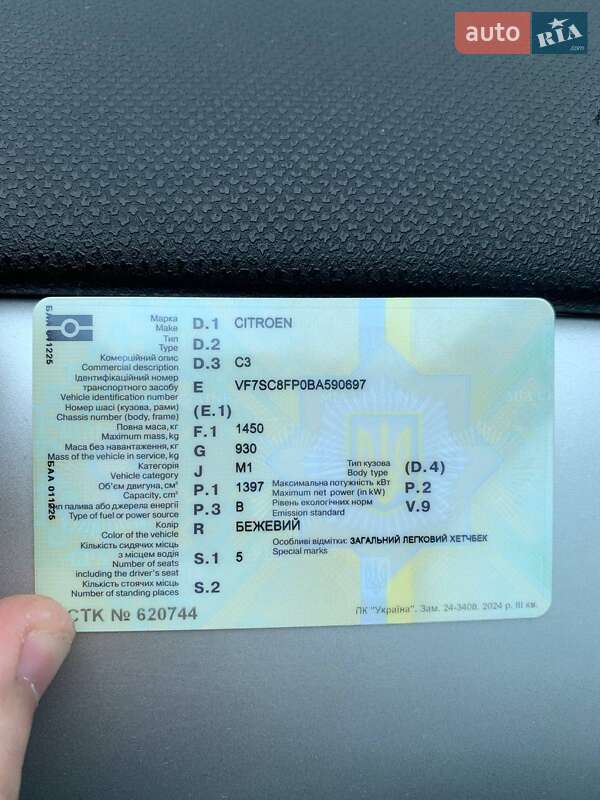 auto RIA .com
Марка
Make D.1 CITROEN
Тип
Type D.2
Комерційний опис
Commercial description D.3 C3
Ідентифікаційний номер
транспортного засобу E VF7SC8FP0BA590697
Vehicle identification number
Номер шасі (кузова, рами) (E.1)
Chassis number (body, frame)
Повна маса, кг F.1 1450
Maximum mass, kg
Маса без навантаження, кг G 930
Mass of the vehicle in service, kg
Категорія J M1 Тип кузова (D.4)
Vehicle category Body type
Об'єм двигуна, см³ P.1 1397 Максимальна потужність кВт P.2
Capacity, cm³ Maximum net power (in kW)
Тип палива або джерела енергії P.3 B Рівень екологічних норм V.9
Type of fuel or power source Emission standard
Колір R БЕЖЕВИЙ
Color of the vehicle
Особливі відмітки: ЗАГАЛЬНИЙ ЛЕГКОВИЙ ХЕТЧБЕК
Special marks
Кількість сидячих місць
з місцем водія S.1 5
Number of seats
including the driver's seat
Кількість стоячих місць S.2
Number of standing places
СТК № 620744
ПК "Україна". Зам. 24-3408. 2024 р. III кв.